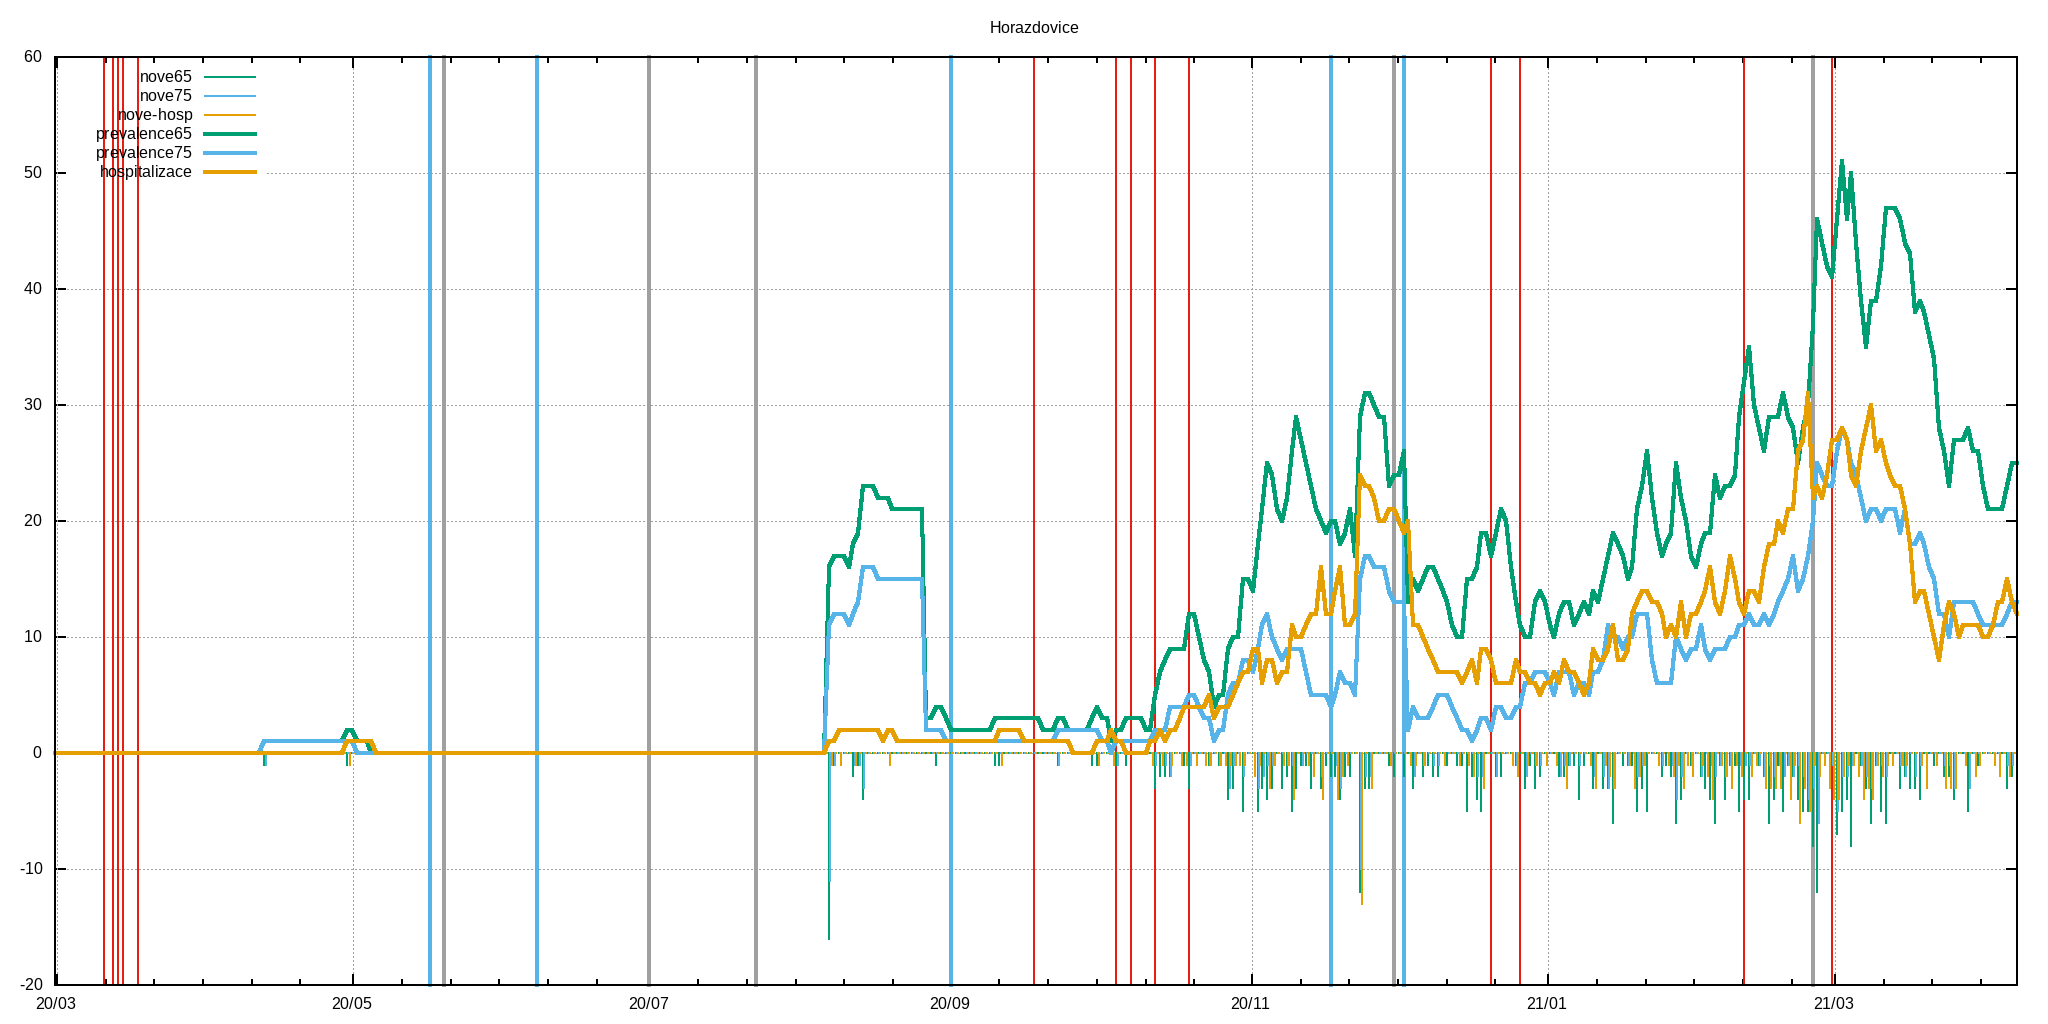 Horazdovice
60
50
40
30
20
10
0
-10
-20
nove65
nove75
nove-hosp
prevalence65
prevalence75
hospitalizace
20/03 20/05 20/07 20/09 20/11 21/01 21/03